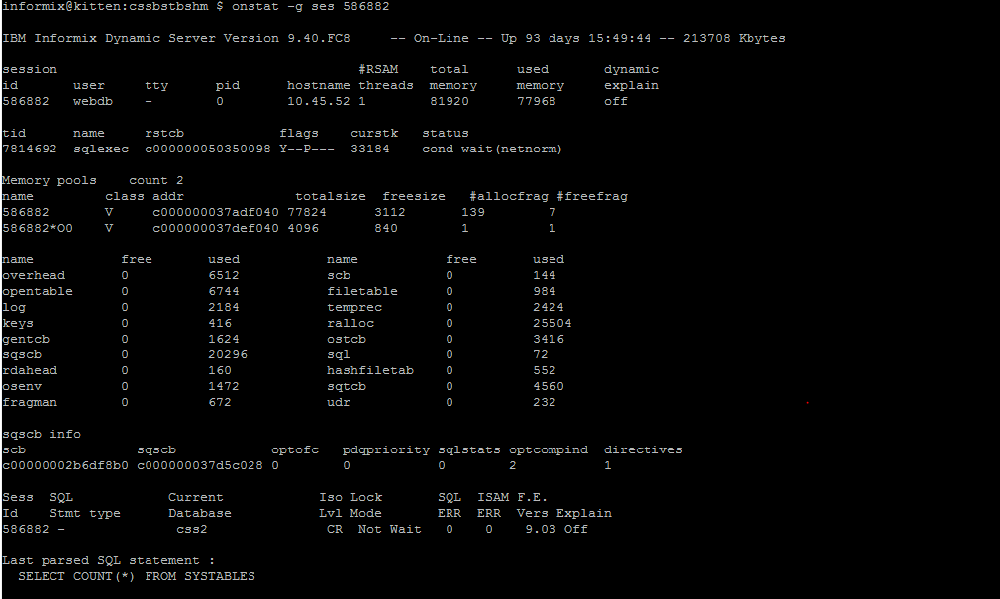 informix@kitten:cssbstbshm $ onstat -g ses 586882
IBM Informix Dynamic Server Version 9.40.FC8     -- On-Line -- Up 93 days 15:49:44 -- 213708 Kbytes
session                                      #RSAM    total      used       dynamic
id       user     tty      pid      hostname threads  memory     memory     explain
586882   webdb    -        0        10.45.52 1        81920      77968      off
tid      name     rstcb            flags    curstk   status
7814692  sqlexec  c000000050350098 Y--P---  33184    cond wait(netnorm)
Memory pools    count 2
name         class addr              totalsize  freesize   #allocfrag #freefrag
586882       V     c000000037adf040 77824      3112       139        7
586882*O0    V     c000000037def040 4096       840        1          1
name           free       used           name           free       used
overhead       0          6512           scb            0          144
opentable      0          6744           filetable      0          984
log            0          2184           temprec        0          2424
keys           0          416            ralloc         0          25504
gentcb         0          1624           ostcb          0          3416
sqscb          0          20296          sql            0          72
rdahead        0          160            hashfiletab    0          552
osenv          0          1472           sqtcb          0          4560
fragman        0          672            udr            0          232
sqscb info
scb              sqscb            optofc   pdqpriority sqlstats optcompind  directives
c00000002b6df8b0 c000000037d5c028 0        0           0        2           1
Sess  SQL            Current            Iso Lock       SQL  ISAM F.E.
Id    Stmt type      Database           Lvl Mode       ERR  ERR  Vers Explain
586882 -              css2               CR  Not Wait   0    0    9.03 Off
Last parsed SQL statement :
  SELECT COUNT(*) FROM SYSTABLES